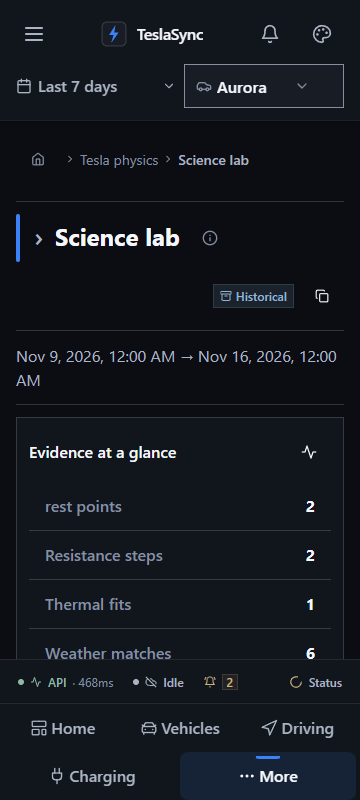 TeslaSync
Last 7 days
Aurora
Tesla physics
Science lab
Science lab
Historical
Nov 9, 2026, 12:00 AM → Nov 16, 2026, 12:00
AM
Evidence at a glance
rest points 2
Resistance steps 2
Thermal fits 1
Weather matches 6
API · 468ms Idle 2 Status
Home Vehicles Driving
Charging More